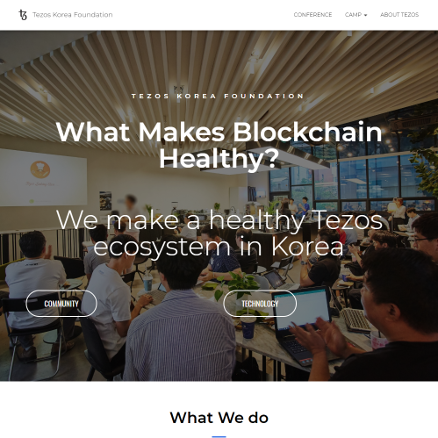 Tezos Korea Foundation
CONFERENCE
CAMP
ABOUT TEZOS
TEZOS KOREA FOUNDATION
What Makes Blockchain
Healthy?
We make a healthy Tezos
ecosystem in Korea
COMMUNITY
TECHNOLOGY
What We do